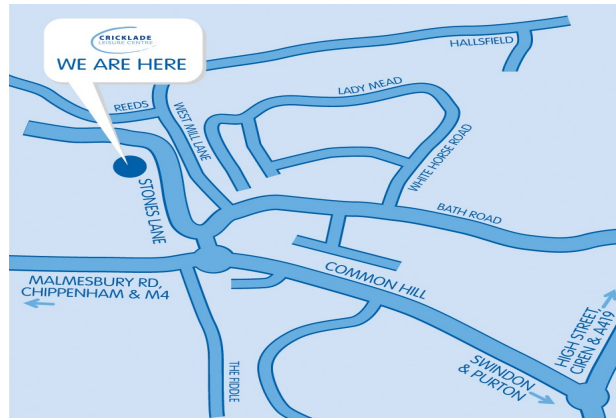 CRICKLADE
LEISURE CENTRE
WE ARE HERE
HALLSFIELD
REEDS
WEST MILL LANE
LADY MEAD
WHITE HORSE ROAD
STONES LANE
BATH ROAD
MALMESBURY RD,
CHIPPENHAM & M4
COMMON HILL
THE FIDDLE
SWINDON
& PURTON
HIGH STREET,
CIREN & A419